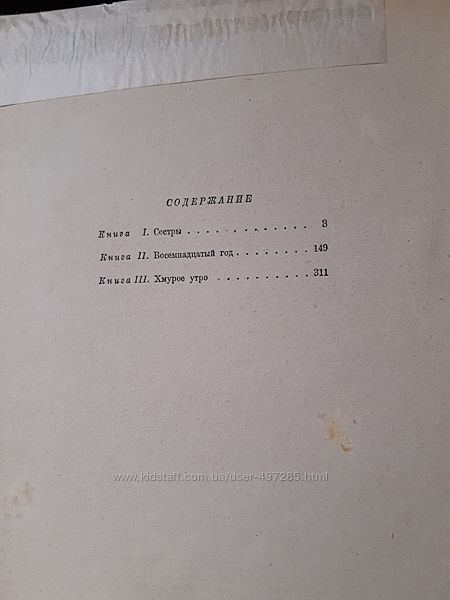 СОДЕРЖАНИЕ
Книга I. Сестры . . . . . . . . . . . . . 3
Книга II. Восемнадцатый год . . . . . . . . 149
Книга III. Хмурое утро . . . . . . . . . . 311
www.kidstaff.com.ua/user-497285.html